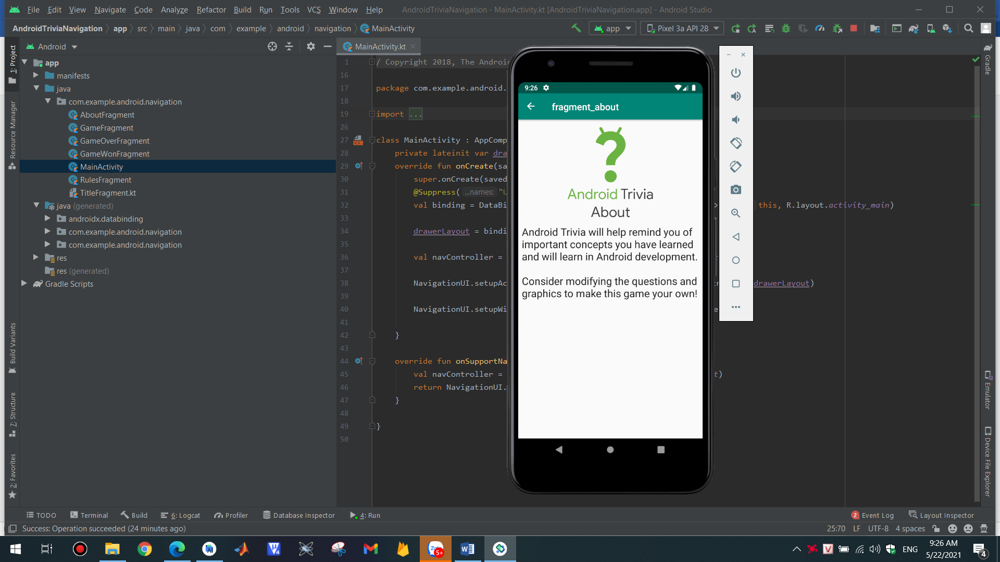 File Edit View Navigate Code Analyze Refactor Build Run Tools VCS Window Help AndroidTriviaNavigation - MainActivity.kt [AndroidTriviaNavigation.app] - Android Studio
AndroidTriviaNavigation app src main java com example android navigation MainActivity app Pixel 3a API 28
Android
MainActivity.kt
1: Project
Resource Manager
Build Variants
7: Structure
2: Favorites
app
manifests
java
com.example.android.navigation
AboutFragment
GameFragment
GameOverFragment
GameWonFragment
MainActivity
RulesFragment
TitleFragment.kt
java (generated)
androidx.databinding
com.example.android.navigation
com.example.android.navigation
res
res (generated)
Gradle Scripts
1 / Copyright 2018, The Androi
16
17 package com.example.android.
18
19 import ...
26
27 class MainActivity : AppComp
28 private lateinit var dra
29 override fun onCreate(sa
30 super.onCreate(saved
31 @Suppress( ...names: "U
32 val binding = DataBi > this, R.layout.activity_main)
33
34 drawerLayout = bindi
35
36 val navController =
37
38 NavigationUI.setupAc drawerLayout)
39
40 NavigationUI.setupWi e
41
42 }
43
44 override fun onSupportNa
45 val navController = t)
46 return NavigationUI.
47 }
48
49 }
50
9:26
fragment_about
Android Trivia
About
Android Trivia will help remind you of
important concepts you have learned
and will learn in Android development.
Consider modifying the questions and
graphics to make this game your own!
Gradle
Emulator
Device File Explorer
TODO Terminal Build 6: Logcat Profiler Database Inspector 4: Run 2 Event Log Layout Inspector
Success: Operation succeeded (24 minutes ago) 25:70 LF UTF-8 4 spaces
5+
ENG
9:26 AM
5/22/2021
4